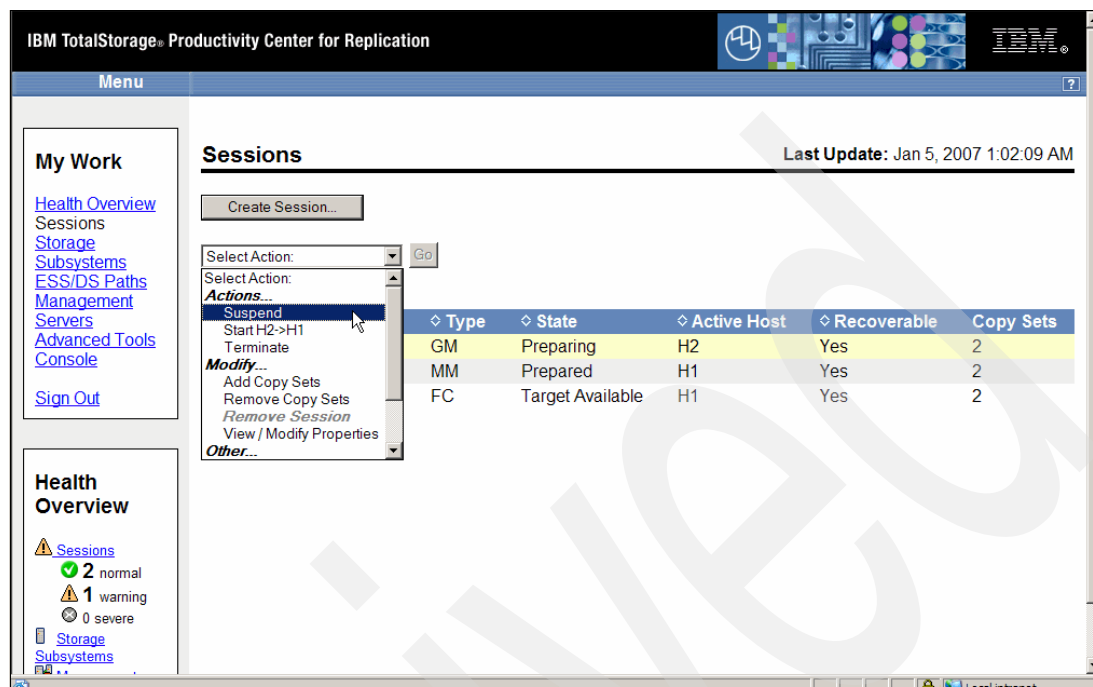 IBM TotalStorage® Productivity Center for Replication
IBM®
Menu
?
My Work
Health Overview
Sessions
Storage
Subsystems
ESS/DS Paths
Management
Servers
Advanced Tools
Console
Sign Out
Sessions
Last Update: Jan 5, 2007 1:02:09 AM
Create Session...
Select Action:
Go
Select Action:
Actions...
Suspend
Start H2->H1
Terminate
Modify...
Add Copy Sets
Remove Copy Sets
Remove Session
View / Modify Properties
Other...
Type State Active Host Recoverable Copy Sets
GM Preparing H2 Yes 2
MM Prepared H1 Yes 2
FC Target Available H1 Yes 2
Health
Overview
Sessions
2 normal
1 warning
0 severe
Storage
Subsystems